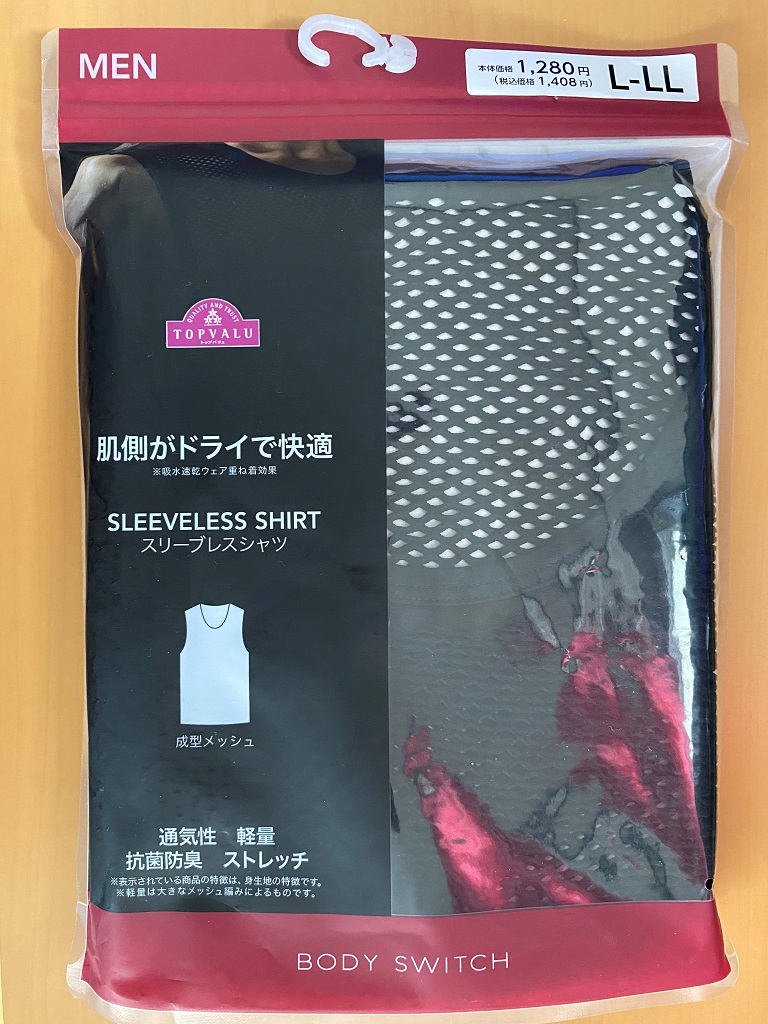 MEN
本体価格 1,280円
(税込価格 1,408円)
L-LL
QUALITY AND TRUST
TOPVALU
トップバリュ
肌側がドライで快適
※吸水速乾ウェア重ね着効果
SLEEVELESS SHIRT
スリーブレスシャツ
成型メッシュ
通気性 軽量
抗菌防臭 ストレッチ
※表示されている商品の特徴は、身生地の特徴です。
※軽量は大きなメッシュ編みによるものです。
BODY SWITCH